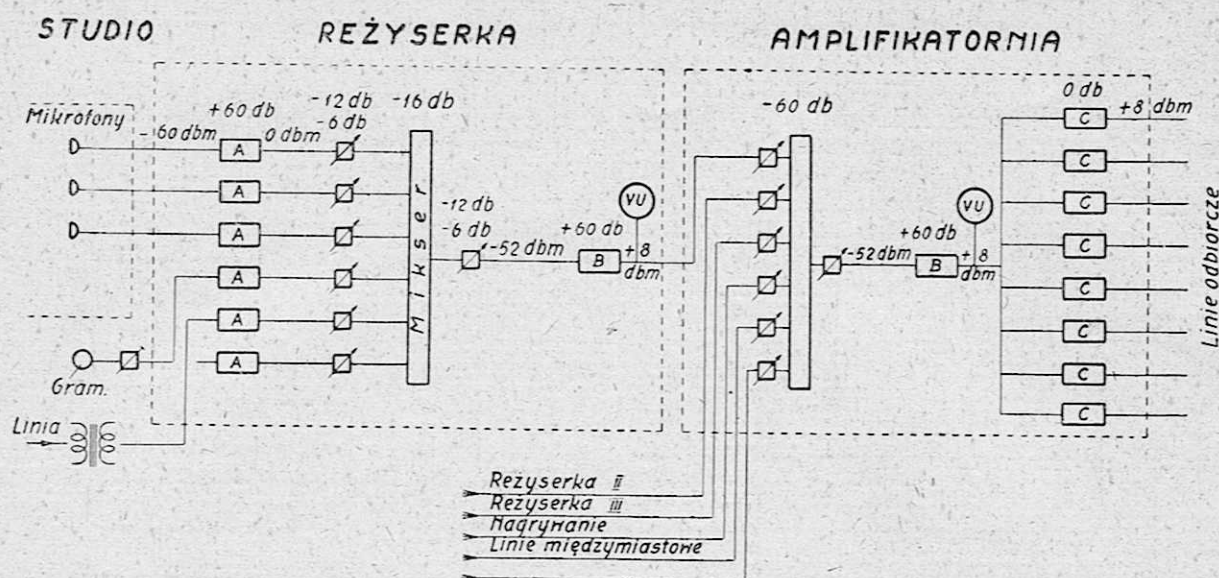 STUDIO
REŻYSERKA
AMPLIFIKATORNIA
Mikrofony
-60 dbm
+60 db
0 dbm
-12 db
-6 db
-16 db
A
A
A
A
A
A
Mikser
-12 db
-6 db
-52 dbm
+60 db
B
VU
+8
dbm
Gram.
Linia
-60 db
-52 dbm
+60 db
B
VU
+8
dbm
0 db
+8 dbm
C
C
C
C
C
C
C
C
Linie odbiorcze
Reżyserka II
Reżyserka III
Nagrywanie
Linie międzymiastowe